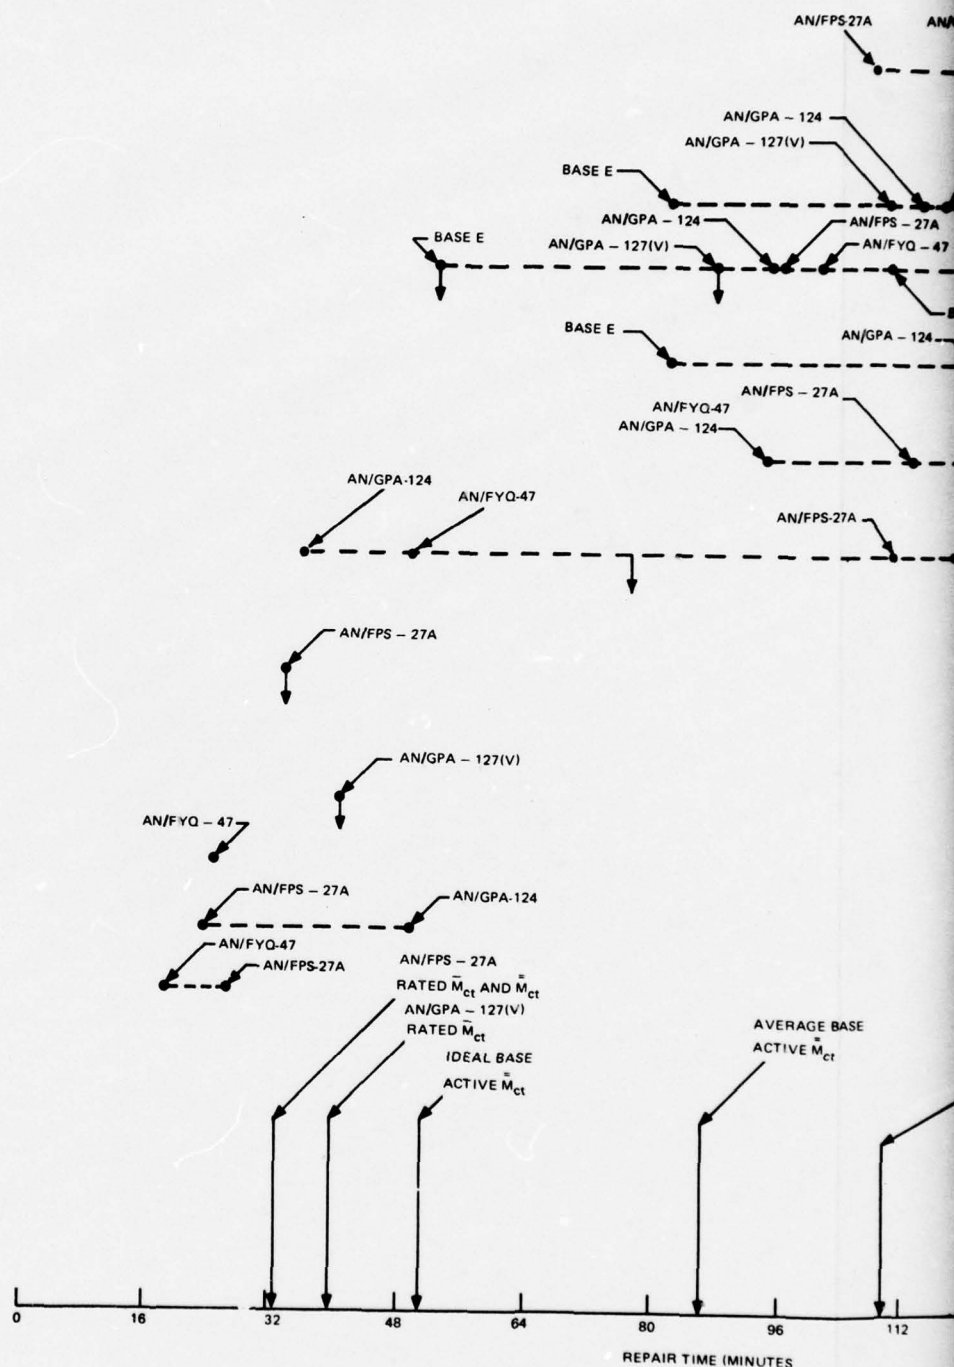 AN/FPS-27A
AN/
AN/GPA – 124
AN/GPA – 127(V)
BASE E
AN/GPA – 124
AN/FPS – 27A
BASE E
AN/GPA – 127(V)
AN/FYQ – 47
BASE E
AN/GPA – 124
AN/FPS – 27A
AN/FYQ-47
AN/GPA – 124
AN/GPA-124
AN/FYQ-47
AN/FPS-27A
AN/FPS – 27A
AN/GPA – 127(V)
AN/FYQ – 47
AN/FPS – 27A
AN/GPA-124
AN/FYQ-47
AN/FPS-27A
AN/FPS – 27A
RATED M̄ct AND M̿ct
AN/GPA – 127(V)
RATED M̄ct
IDEAL BASE
ACTIVE M̿ct
AVERAGE BASE
ACTIVE M̿ct
0 16 32 48 64 80 96 112
REPAIR TIME (MINUTES